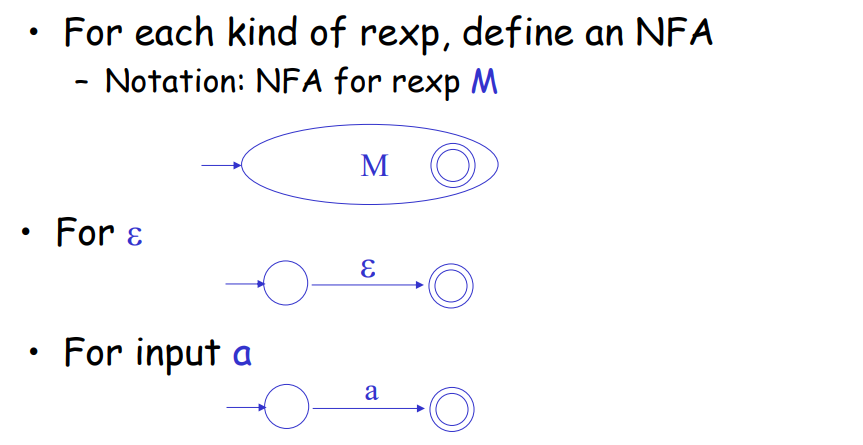 • For each kind of rexp, define an NFA
– Notation: NFA for rexp M
M
• For ε
ε
• For input a
a